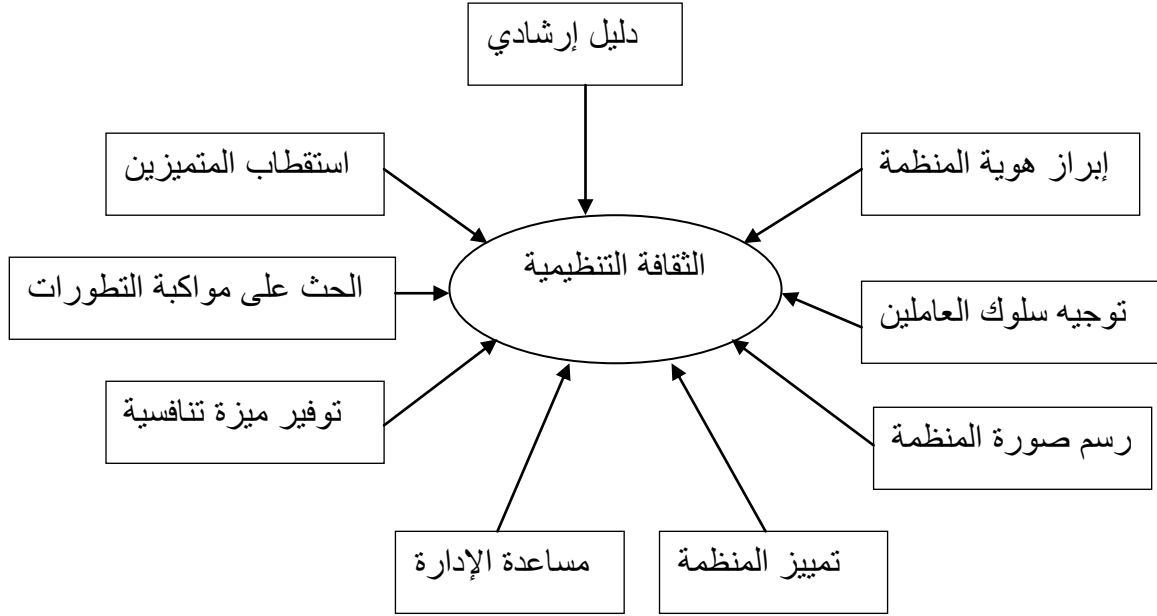 دليل إرشادي
إبراز هوية المنظمة
استقطاب المتميزين
الثقافة التنظيمية
توجيه سلوك العاملين
الحث على مواكبة التطورات
رسم صورة المنظمة
توفير ميزة تنافسية
تمييز المنظمة
مساعدة الإدارة